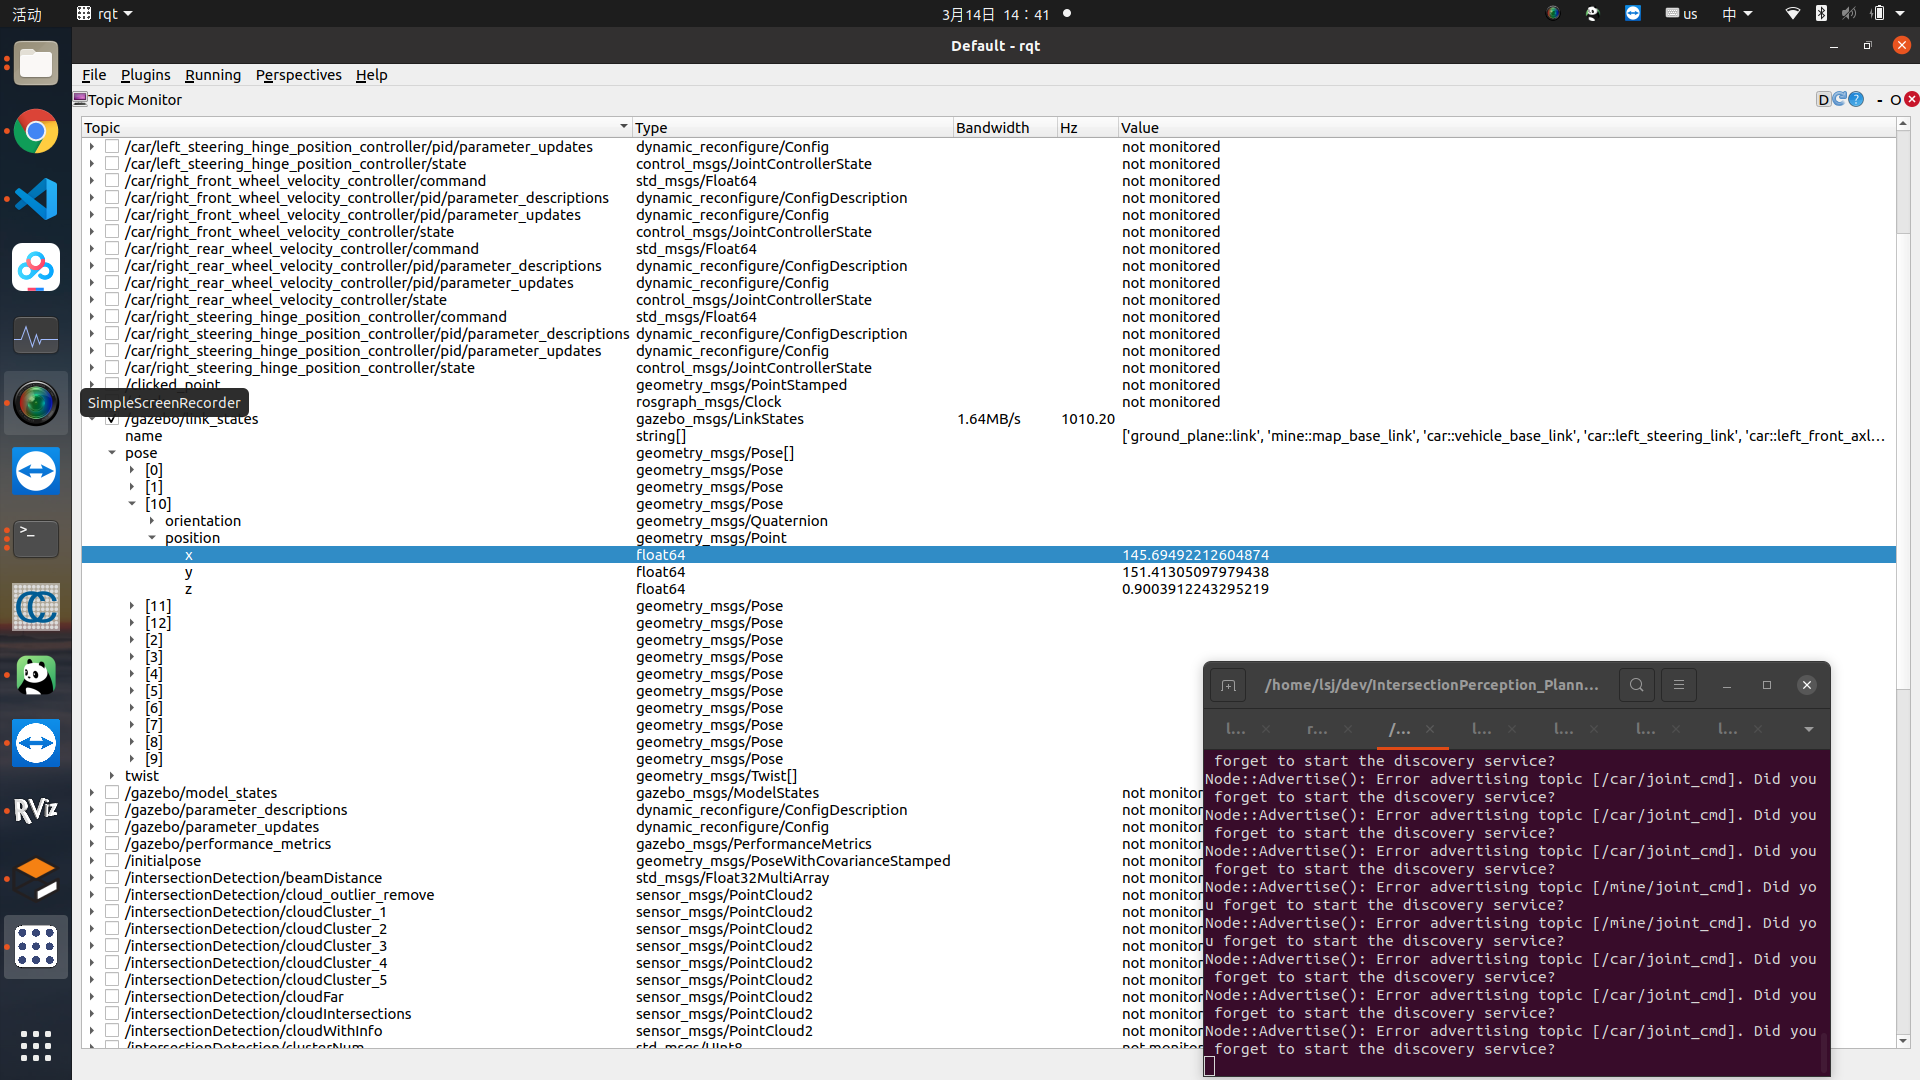 活动
rqt
3月14日 14：41
us
中
Default - rqt
File Plugins Running Perspectives Help
Topic Monitor
D
- O
Topic Type Bandwidth Hz Value
/car/left_steering_hinge_position_controller/pid/parameter_updates dynamic_reconfigure/Config not monitored
/car/left_steering_hinge_position_controller/state control_msgs/JointControllerState not monitored
/car/right_front_wheel_velocity_controller/command std_msgs/Float64 not monitored
/car/right_front_wheel_velocity_controller/pid/parameter_descriptions dynamic_reconfigure/ConfigDescription not monitored
/car/right_front_wheel_velocity_controller/pid/parameter_updates dynamic_reconfigure/Config not monitored
/car/right_front_wheel_velocity_controller/state control_msgs/JointControllerState not monitored
/car/right_rear_wheel_velocity_controller/command std_msgs/Float64 not monitored
/car/right_rear_wheel_velocity_controller/pid/parameter_descriptions dynamic_reconfigure/ConfigDescription not monitored
/car/right_rear_wheel_velocity_controller/pid/parameter_updates dynamic_reconfigure/Config not monitored
/car/right_rear_wheel_velocity_controller/state control_msgs/JointControllerState not monitored
/car/right_steering_hinge_position_controller/command std_msgs/Float64 not monitored
/car/right_steering_hinge_position_controller/pid/parameter_descriptions dynamic_reconfigure/ConfigDescription not monitored
/car/right_steering_hinge_position_controller/pid/parameter_updates dynamic_reconfigure/Config not monitored
/car/right_steering_hinge_position_controller/state control_msgs/JointControllerState not monitored
/clicked_point geometry_msgs/PointStamped not monitored
SimpleScreenRecorder rosgraph_msgs/Clock not monitored
/gazebo/link_states gazebo_msgs/LinkStates 1.64MB/s 1010.20
name string[] ['ground_plane::link', 'mine::map_base_link', 'car::vehicle_base_link', 'car::left_steering_link', 'car::left_front_axl...
pose geometry_msgs/Pose[]
[0] geometry_msgs/Pose
[1] geometry_msgs/Pose
[10] geometry_msgs/Pose
orientation geometry_msgs/Quaternion
position geometry_msgs/Point
x float64 145.69492212604874
y float64 151.41305097979438
z float64 0.9003912243295219
[11] geometry_msgs/Pose
[12] geometry_msgs/Pose
[2] geometry_msgs/Pose
[3] geometry_msgs/Pose
[4] geometry_msgs/Pose
[5] geometry_msgs/Pose
[6] geometry_msgs/Pose
[7] geometry_msgs/Pose
[8] geometry_msgs/Pose
[9] geometry_msgs/Pose
twist geometry_msgs/Twist[]
/gazebo/model_states gazebo_msgs/ModelStates not monitor
/gazebo/parameter_descriptions dynamic_reconfigure/ConfigDescription not monitor
/gazebo/parameter_updates dynamic_reconfigure/Config not monitor
/gazebo/performance_metrics gazebo_msgs/PerformanceMetrics not monitor
/initialpose geometry_msgs/PoseWithCovarianceStamped not monitor
/intersectionDetection/beamDistance std_msgs/Float32MultiArray not monitor
/intersectionDetection/cloud_outlier_remove sensor_msgs/PointCloud2 not monitor
/intersectionDetection/cloudCluster_1 sensor_msgs/PointCloud2 not monitor
/intersectionDetection/cloudCluster_2 sensor_msgs/PointCloud2 not monitor
/intersectionDetection/cloudCluster_3 sensor_msgs/PointCloud2 not monitor
/intersectionDetection/cloudCluster_4 sensor_msgs/PointCloud2 not monitor
/intersectionDetection/cloudCluster_5 sensor_msgs/PointCloud2 not monitor
/intersectionDetection/cloudFar sensor_msgs/PointCloud2 not monitor
/intersectionDetection/cloudIntersections sensor_msgs/PointCloud2 not monitor
/intersectionDetection/cloudWithInfo sensor_msgs/PointCloud2 not monitor
/intersectionDetection/clusterNum std_msgs/UInt8 not monitor
RViz
/home/lsj/dev/IntersectionPerception_Plann...
l... r... /... l... l... l... l...
forget to start the discovery service?
Node::Advertise(): Error advertising topic [/car/joint_cmd]. Did you
forget to start the discovery service?
Node::Advertise(): Error advertising topic [/car/joint_cmd]. Did you
forget to start the discovery service?
Node::Advertise(): Error advertising topic [/car/joint_cmd]. Did you
forget to start the discovery service?
Node::Advertise(): Error advertising topic [/mine/joint_cmd]. Did yo
u forget to start the discovery service?
Node::Advertise(): Error advertising topic [/mine/joint_cmd]. Did yo
u forget to start the discovery service?
Node::Advertise(): Error advertising topic [/car/joint_cmd]. Did you
forget to start the discovery service?
Node::Advertise(): Error advertising topic [/car/joint_cmd]. Did you
forget to start the discovery service?
Node::Advertise(): Error advertising topic [/car/joint_cmd]. Did you
forget to start the discovery service?